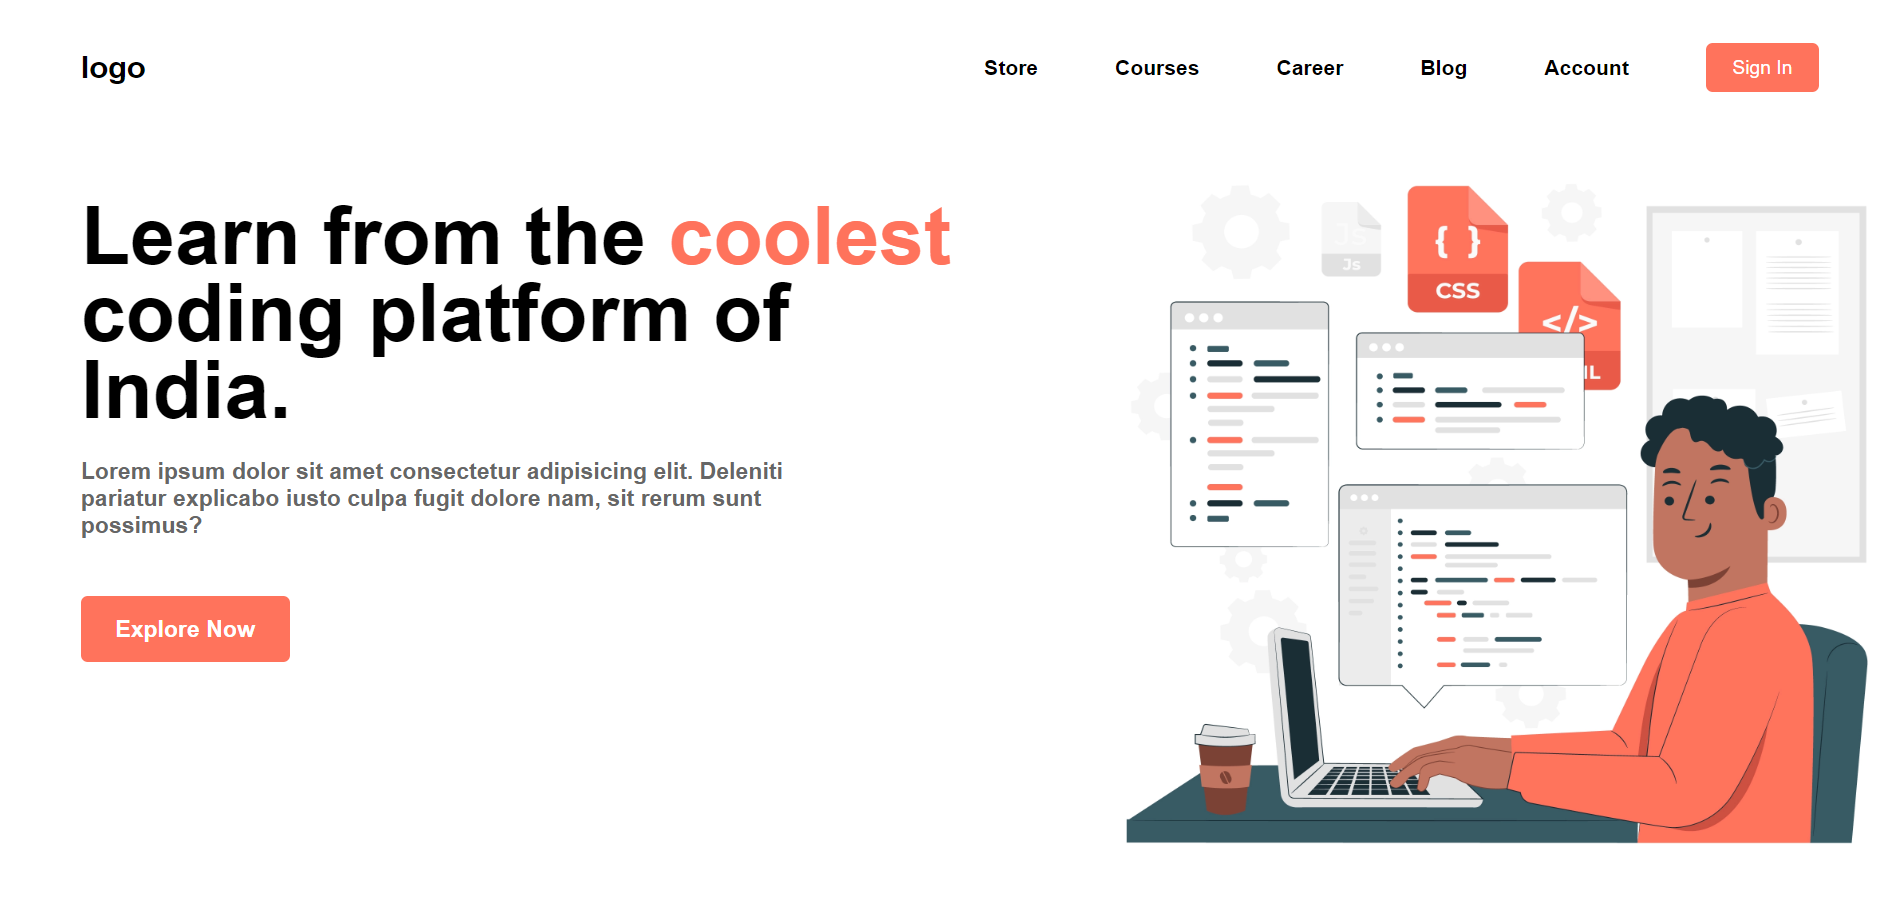 logo
Store Courses Career Blog Account Sign In
Learn from the coolest
coding platform of
India.
Lorem ipsum dolor sit amet consectetur adipisicing elit. Deleniti
pariatur explicabo iusto culpa fugit dolore nam, sit rerum sunt
possimus?
Explore Now
Js
Js
{ }
CSS
</>